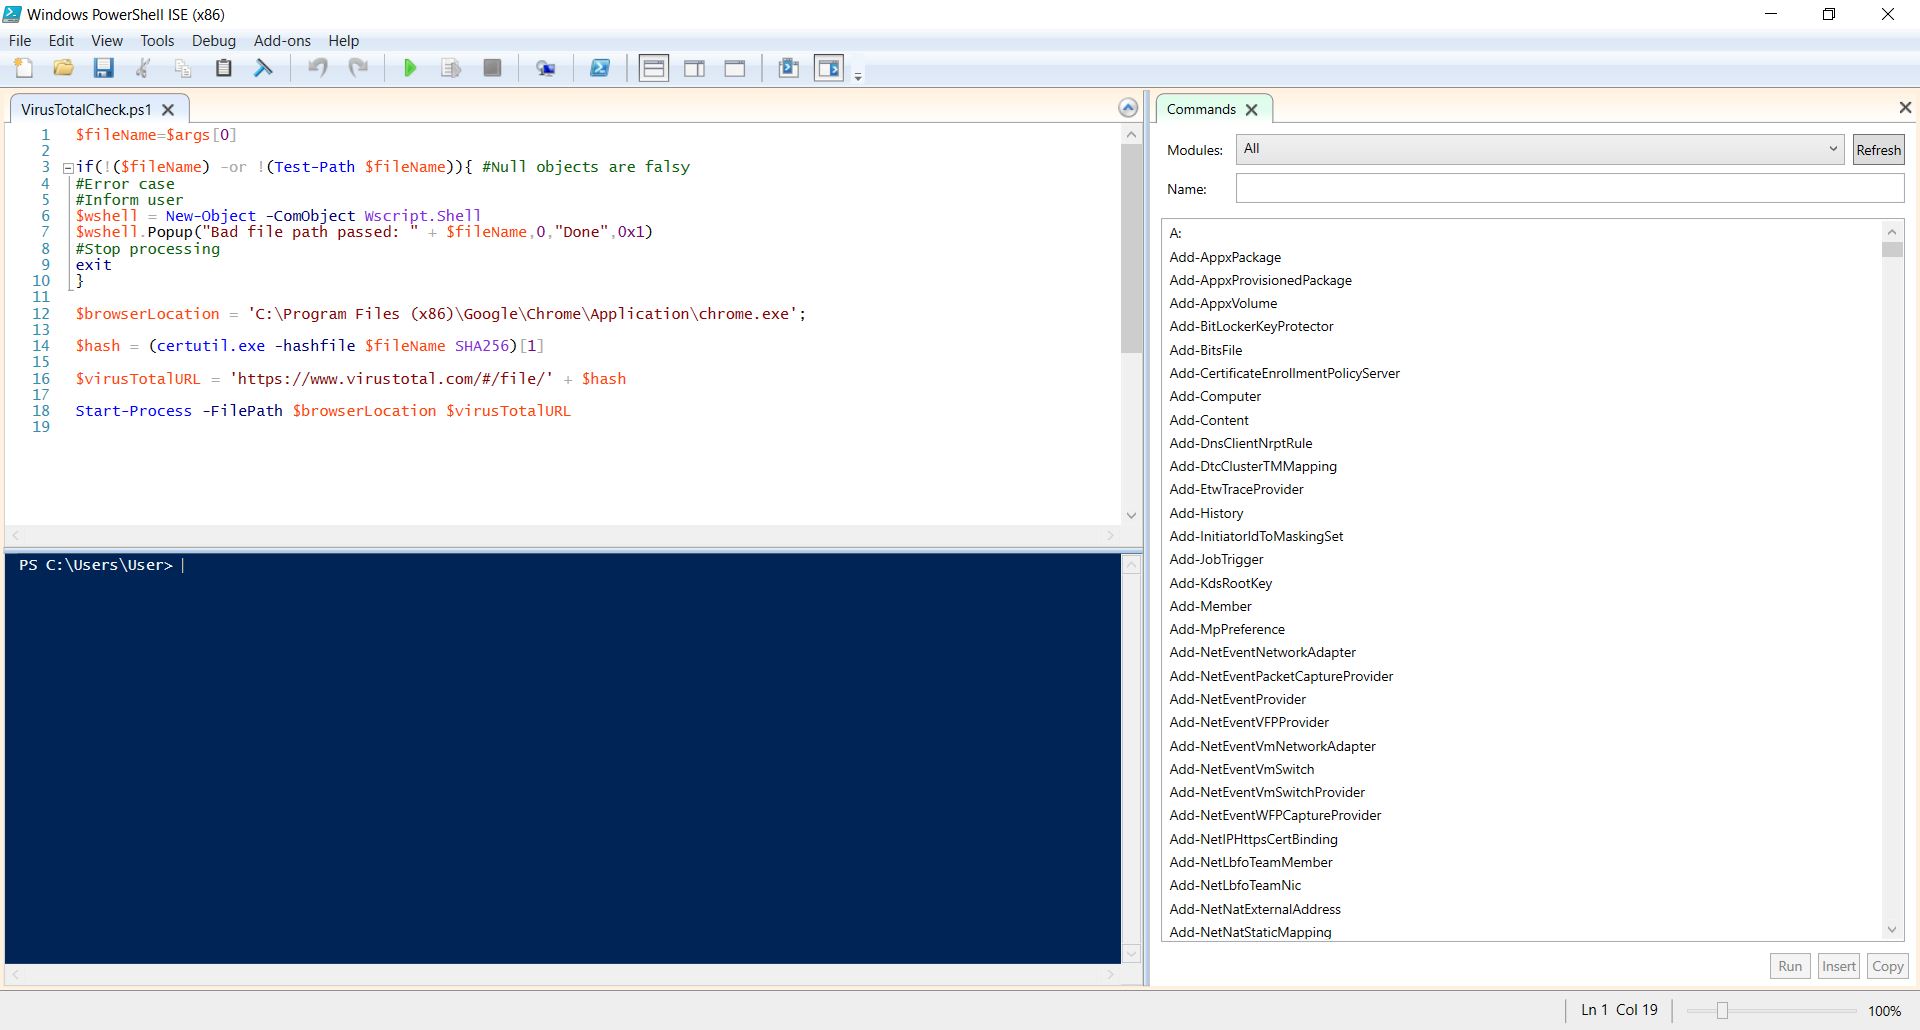 Windows PowerShell ISE (x86)
File Edit View Tools Debug Add-ons Help
VirusTotalCheck.ps1
1 $fileName=$args[0]
2
3 if(!($fileName) -or !(Test-Path $fileName)){ #Null objects are falsy
4 #Error case
5 #Inform user
6 $wshell = New-Object -ComObject Wscript.Shell
7 $wshell.Popup("Bad file path passed: " + $fileName,0,"Done",0x1)
8 #Stop processing
9 exit
10 }
11
12 $browserLocation = 'C:\Program Files (x86)\Google\Chrome\Application\chrome.exe';
13
14 $hash = (certutil.exe -hashfile $fileName SHA256)[1]
15
16 $virusTotalURL = 'https://www.virustotal.com/#/file/' + $hash
17
18 Start-Process -FilePath $browserLocation $virusTotalURL
19
PS C:\Users\User>
Commands
Modules: All Refresh
Name:
A:
Add-AppxPackage
Add-AppxProvisionedPackage
Add-AppxVolume
Add-BitLockerKeyProtector
Add-BitsFile
Add-CertificateEnrollmentPolicyServer
Add-Computer
Add-Content
Add-DnsClientNrptRule
Add-DtcClusterTMMapping
Add-EtwTraceProvider
Add-History
Add-InitiatorIdToMaskingSet
Add-JobTrigger
Add-KdsRootKey
Add-Member
Add-MpPreference
Add-NetEventNetworkAdapter
Add-NetEventPacketCaptureProvider
Add-NetEventProvider
Add-NetEventVFPProvider
Add-NetEventVmNetworkAdapter
Add-NetEventVmSwitch
Add-NetEventVmSwitchProvider
Add-NetEventWFPCaptureProvider
Add-NetIPHttpsCertBinding
Add-NetLbfoTeamMember
Add-NetLbfoTeamNic
Add-NetNatExternalAddress
Add-NetNatStaticMapping
Run Insert Copy
Ln 1 Col 19 100%